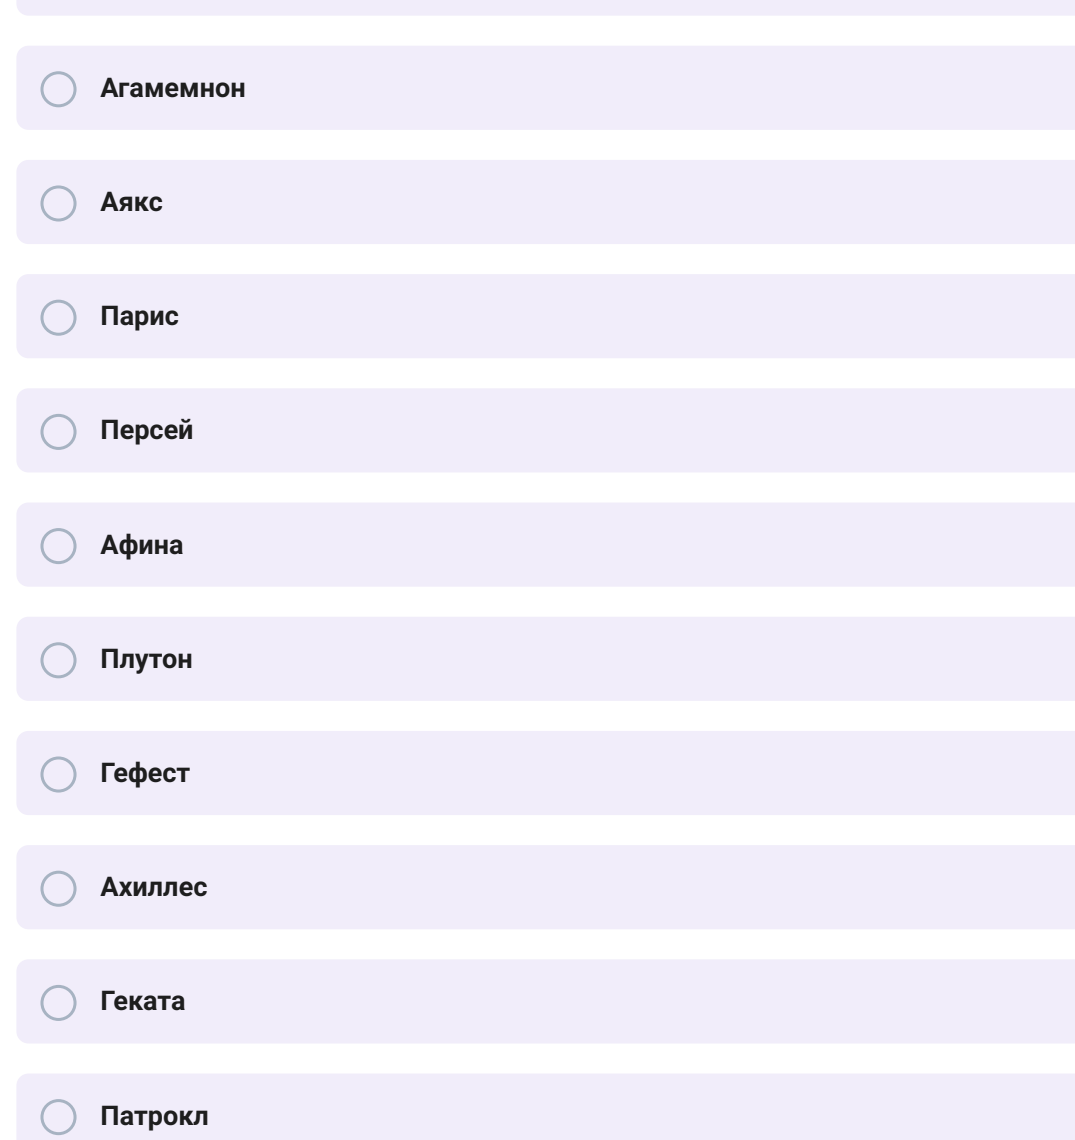 Агамемнон
Аякс
Парис
Персей
Афина
Плутон
Гефест
Ахиллес
Геката
Патрокл